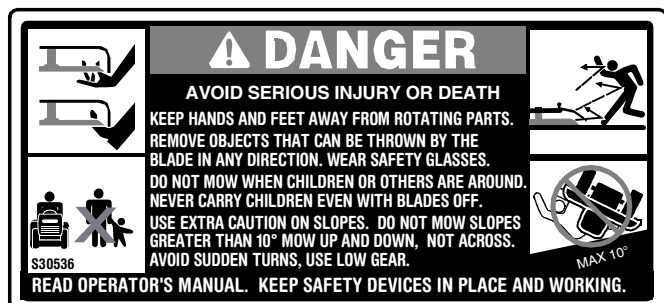 DANGER
AVOID SERIOUS INJURY OR DEATH
KEEP HANDS AND FEET AWAY FROM ROTATING PARTS.
REMOVE OBJECTS THAT CAN BE THROWN BY THE
BLADE IN ANY DIRECTION. WEAR SAFETY GLASSES.
DO NOT MOW WHEN CHILDREN OR OTHERS ARE AROUND.
NEVER CARRY CHILDREN EVEN WITH BLADES OFF.
USE EXTRA CAUTION ON SLOPES. DO NOT MOW SLOPES
GREATER THAN 10° MOW UP AND DOWN, NOT ACROSS.
AVOID SUDDEN TURNS, USE LOW GEAR.
S30536
MAX 10°
READ OPERATOR'S MANUAL. KEEP SAFETY DEVICES IN PLACE AND WORKING.